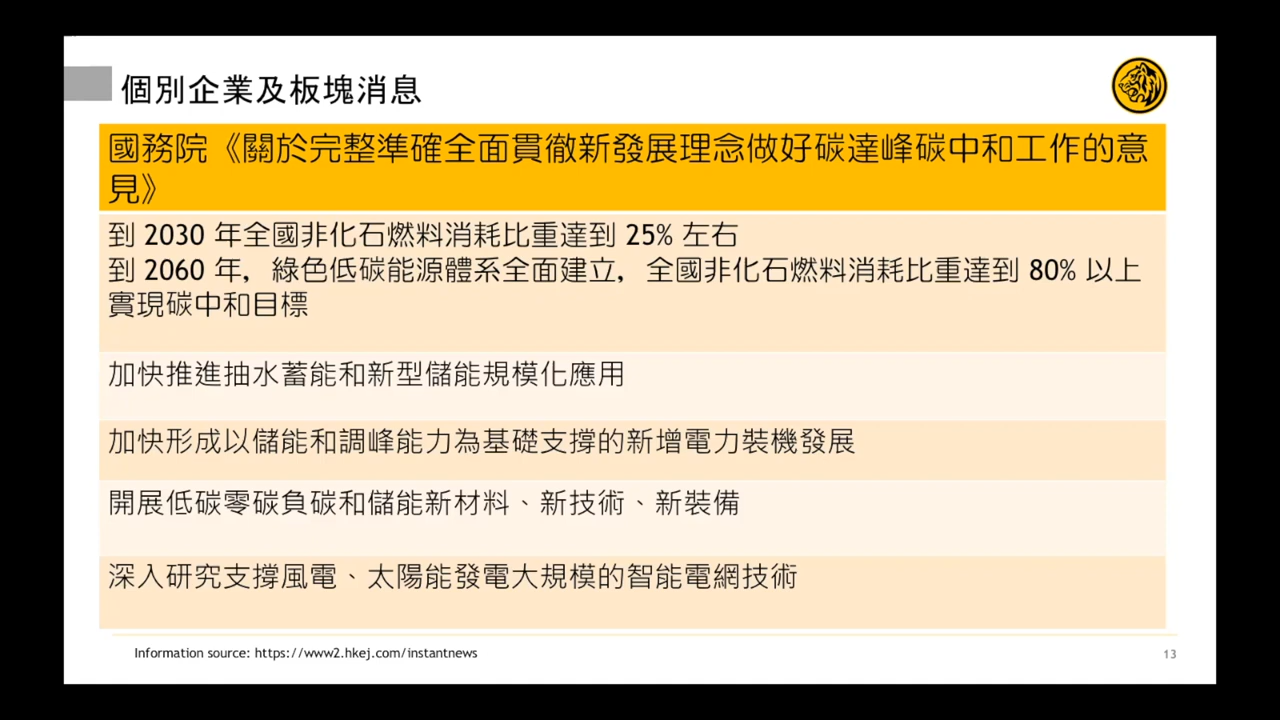 個別企業及板塊消息
國務院《關於完整準確全面貫徹新發展理念做好碳達峰碳中和工作的意
見》
到 2030 年全國非化石燃料消耗比重達到 25% 左右
到 2060 年，綠色低碳能源體系全面建立，全國非化石燃料消耗比重達到 80% 以上
實現碳中和目標
加快推進抽水蓄能和新型儲能規模化應用
加快形成以儲能和調峰能力為基礎支撐的新增電力裝機發展
開展低碳零碳負碳和儲能新材料、新技術、新裝備
深入研究支撐風電、太陽能發電大規模的智能電網技術
Information source: https://www2.hkej.com/instantnews
13